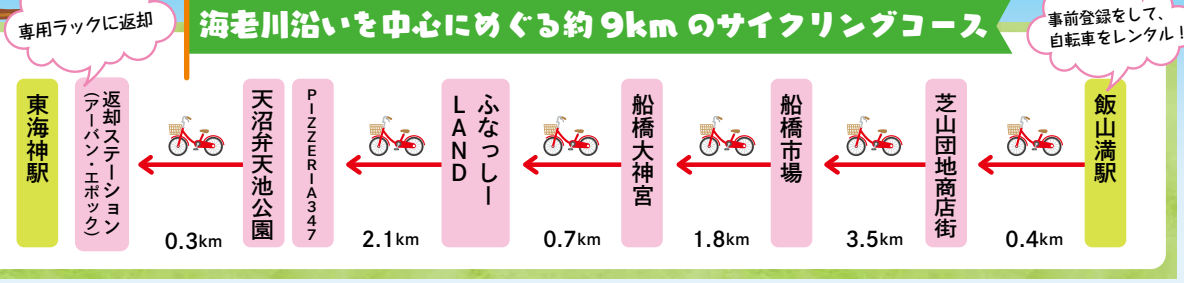 専用ラックに返却
海老川沿いを中心にめぐる約9kmのサイクリングコース
事前登録をして、
自転車をレンタル！
飯山満駅
0.4km
芝山団地商店街
3.5km
船橋市場
1.8km
船橋大神宮
0.7km
ふなっしー
LAND
2.1km
PIZZERIA347
天沼弁天池公園
0.3km
返却ステーション
(アーバン・エポック)
東海神駅